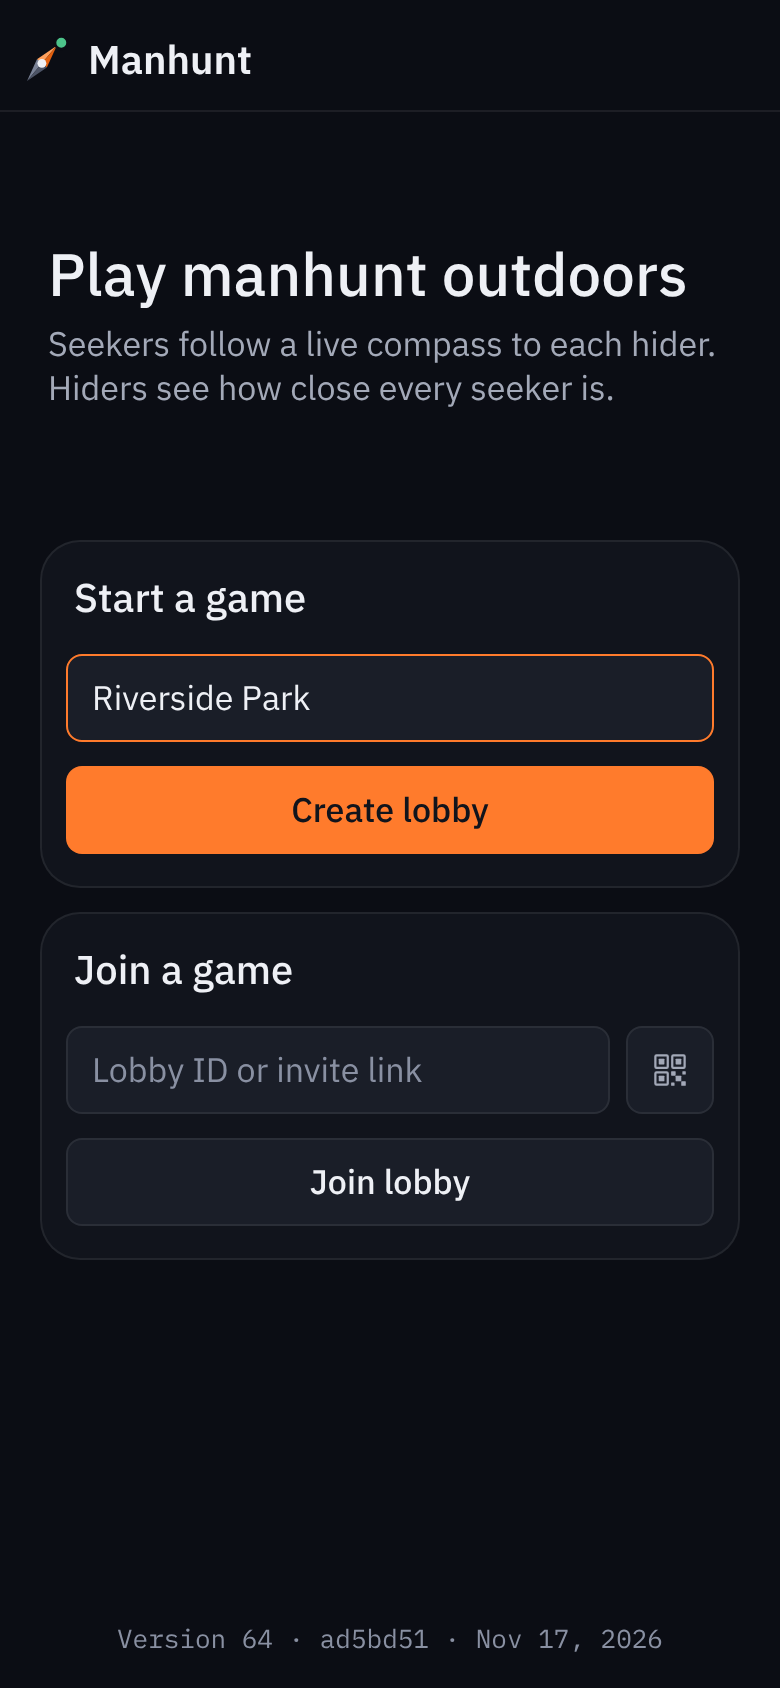 Manhunt
Play manhunt outdoors
Seekers follow a live compass to each hider.
Hiders see how close every seeker is.
Start a game
Riverside Park
Create lobby
Join a game
Lobby ID or invite link
Join lobby
Version 64 · ad5bd51 · Nov 17, 2026